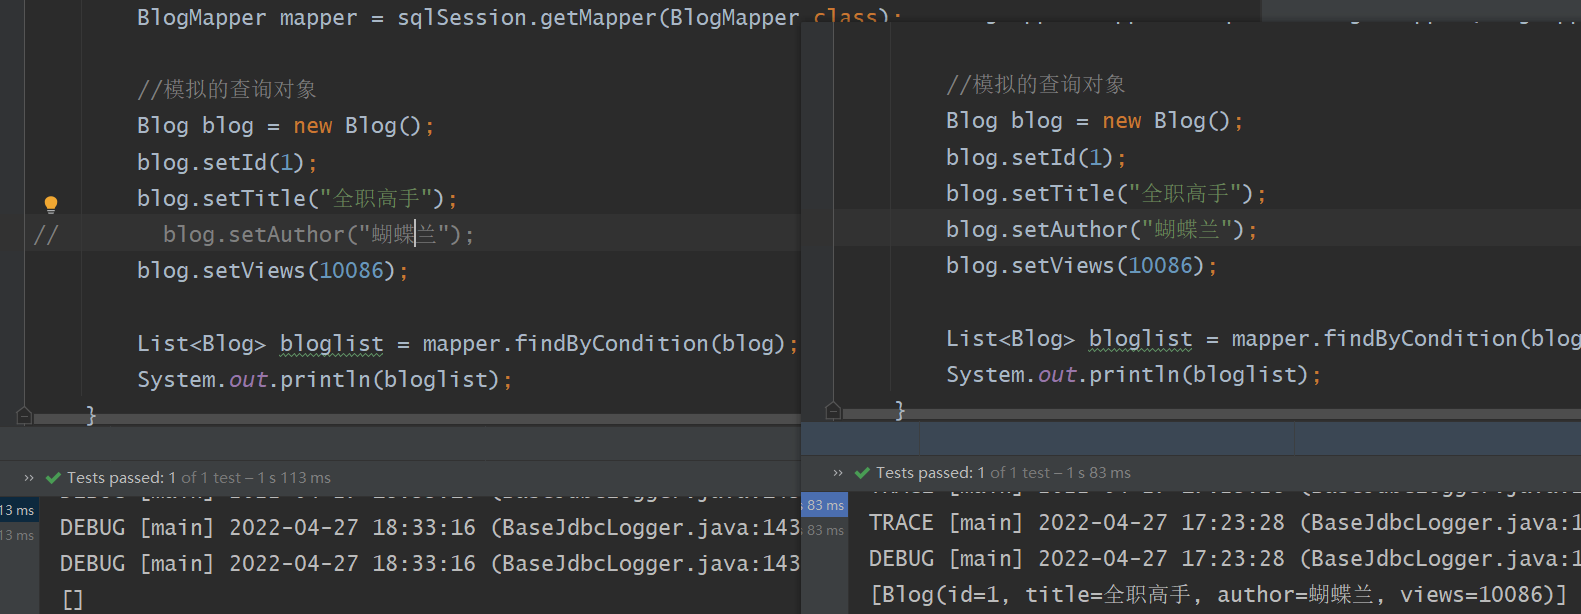 BlogMapper mapper = sqlSession.getMapper(BlogMapper.class);
//模拟的查询对象
Blog blog = new Blog();
blog.setId(1);
blog.setTitle("全职高手");
// blog.setAuthor("蝴蝶兰");
blog.setViews(10086);
List<Blog> bloglist = mapper.findByCondition(blog);
System.out.println(bloglist);
}
» Tests passed: 1 of 1 test – 1 s 113 ms
13 ms
13 ms
DEBUG [main] 2022-04-27 18:33:16 (BaseJdbcLogger.java:143
DEBUG [main] 2022-04-27 18:33:16 (BaseJdbcLogger.java:143
[]
//模拟的查询对象
Blog blog = new Blog();
blog.setId(1);
blog.setTitle("全职高手");
blog.setAuthor("蝴蝶兰");
blog.setViews(10086);
List<Blog> bloglist = mapper.findByCondition(blog
System.out.println(bloglist);
}
» Tests passed: 1 of 1 test – 1 s 83 ms
83 ms
83 ms
TRACE [main] 2022-04-27 17:23:28 (BaseJdbcLogger.java:1
DEBUG [main] 2022-04-27 17:23:28 (BaseJdbcLogger.java:1
[Blog(id=1, title=全职高手, author=蝴蝶兰, views=10086)]